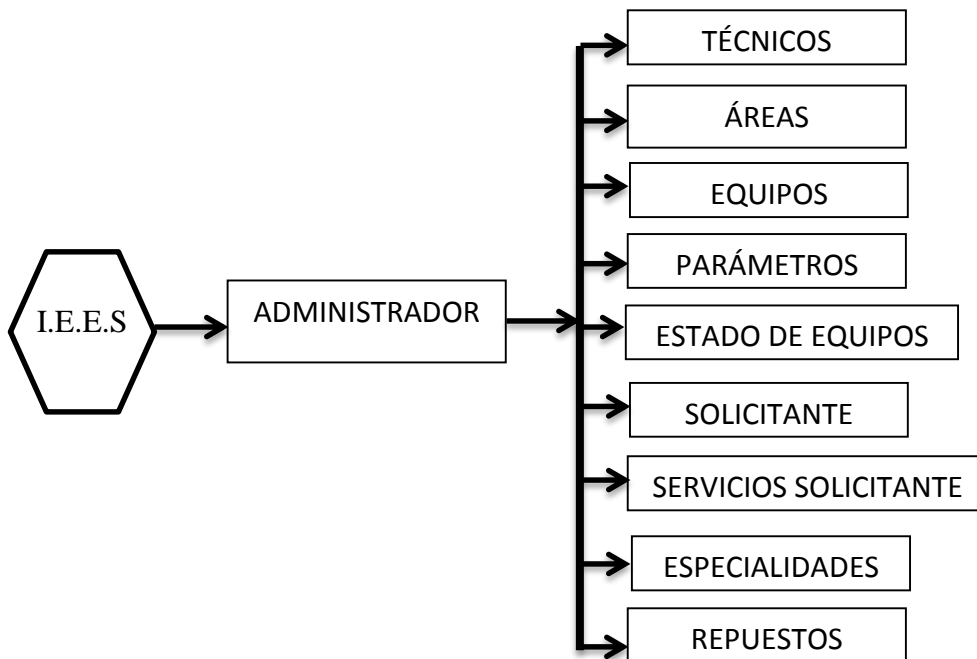 I.E.E.S
ADMINISTRADOR
TÉCNICOS
ÁREAS
EQUIPOS
PARÁMETROS
ESTADO DE EQUIPOS
SOLICITANTE
SERVICIOS SOLICITANTE
ESPECIALIDADES
REPUESTOS